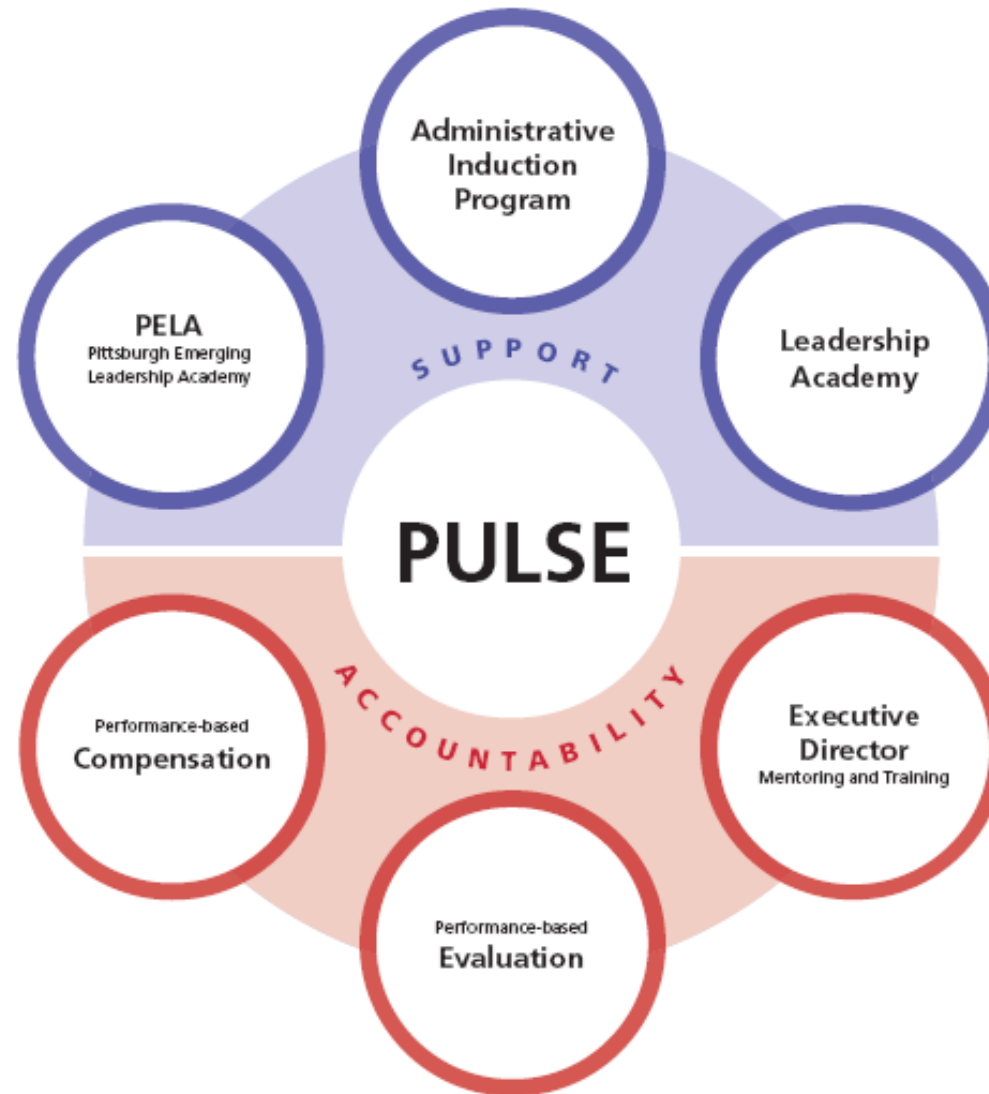 Administrative
Induction
Program
PELA
Pittsburgh Emerging
Leadership Academy
Leadership
Academy
SUPPORT
PULSE
ACCOUNTABILITY
Performance-based
Compensation
Executive
Director
Mentoring and Training
Performance-based
Evaluation